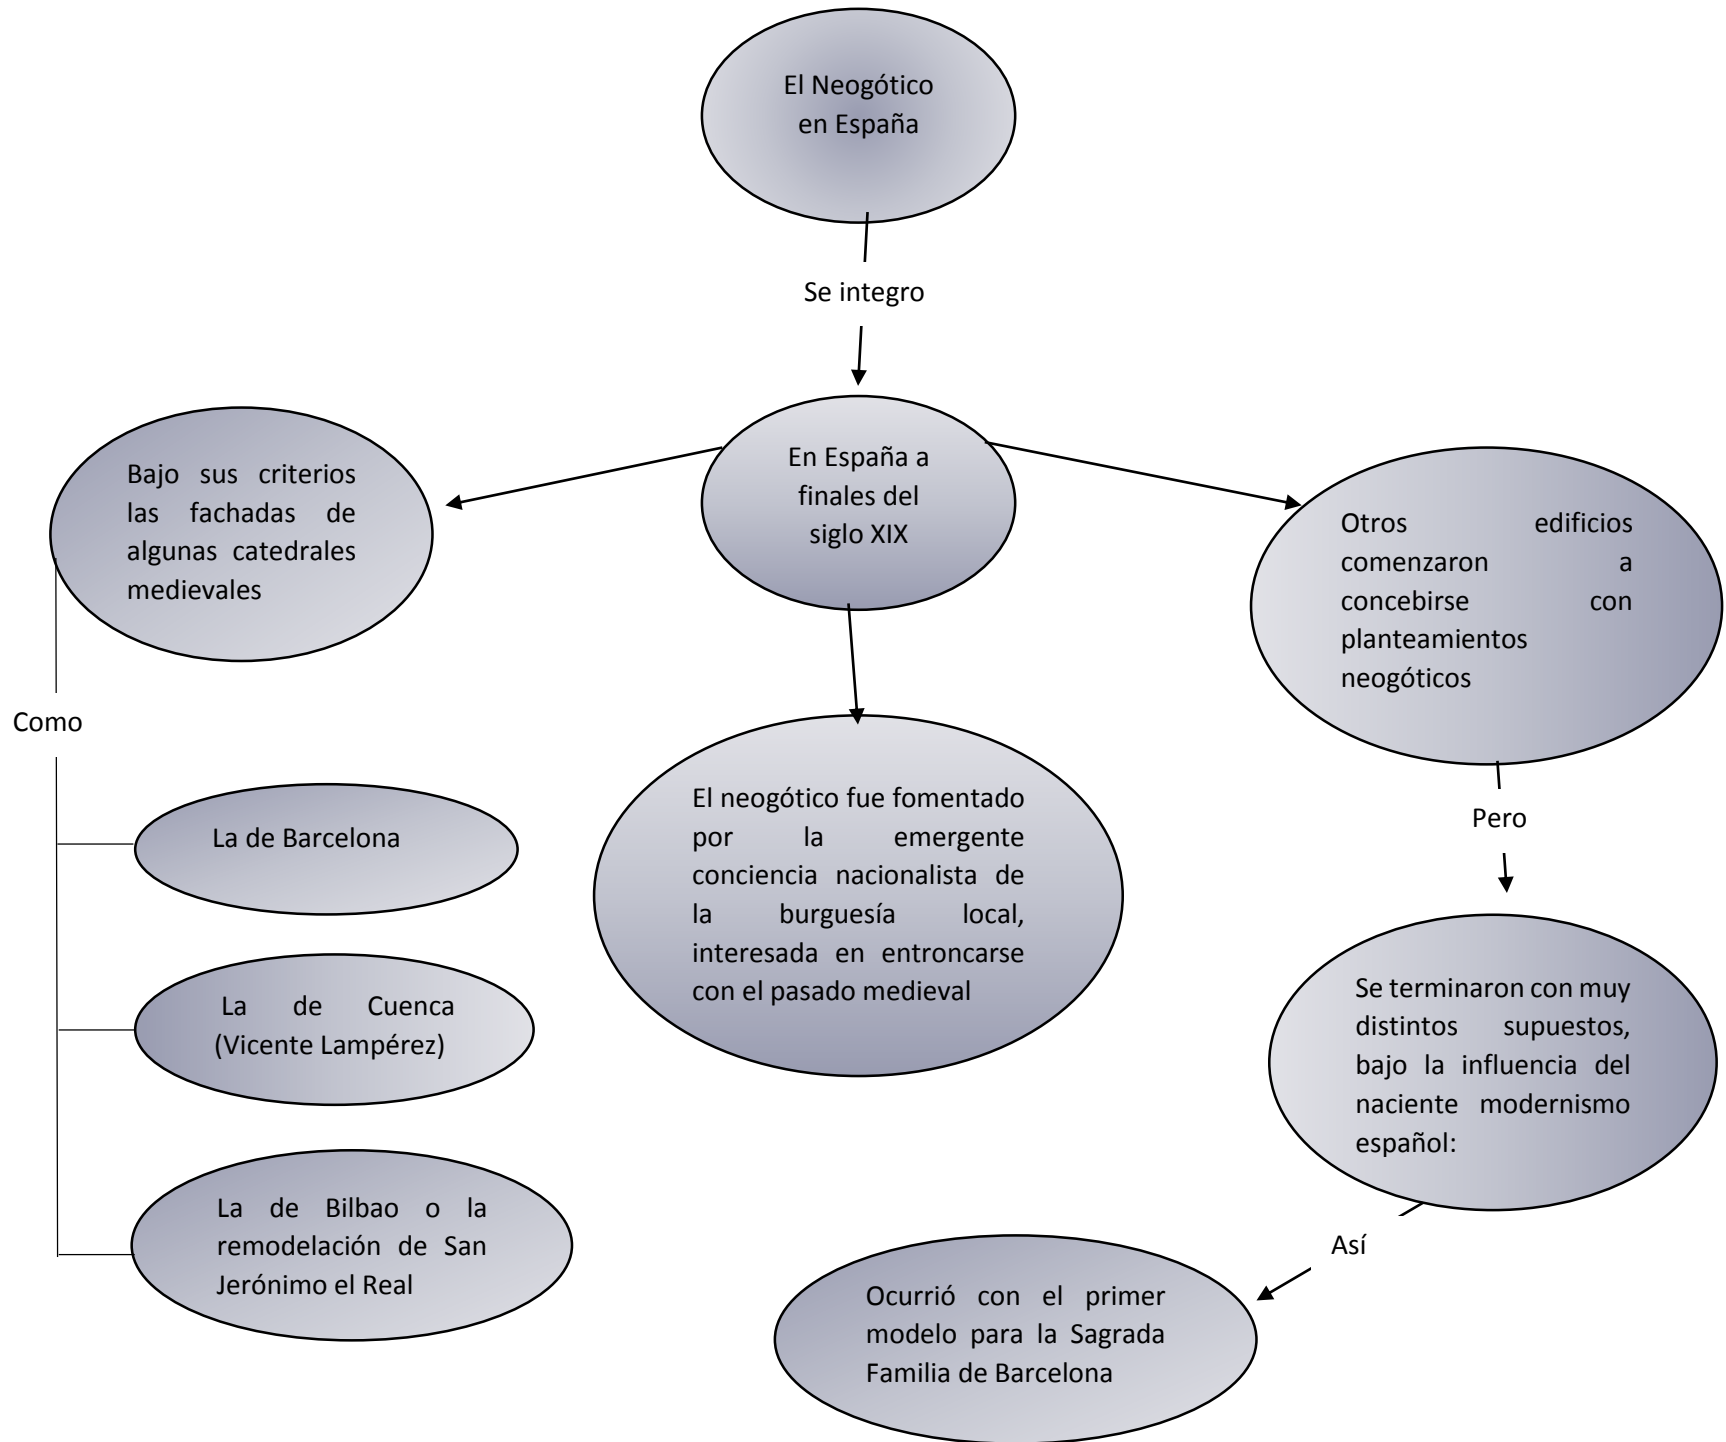 El Neogótico
en España
Se integro
En España a
finales del
siglo XIX
Bajo sus criterios
las fachadas de
algunas catedrales
medievales
Como
La de Barcelona
La de Cuenca
(Vicente Lampérez)
La de Bilbao o la
remodelación de San
Jerónimo el Real
El neogótico fue fomentado
por la emergente
conciencia nacionalista de
la burguesía local,
interesada en entroncarse
con el pasado medieval
Otros edificios
comenzaron a
concebirse con
planteamientos
neogóticos
Pero
Se terminaron con muy
distintos supuestos,
bajo la influencia del
naciente modernismo
español:
Así
Ocurrió con el primer
modelo para la Sagrada
Familia de Barcelona